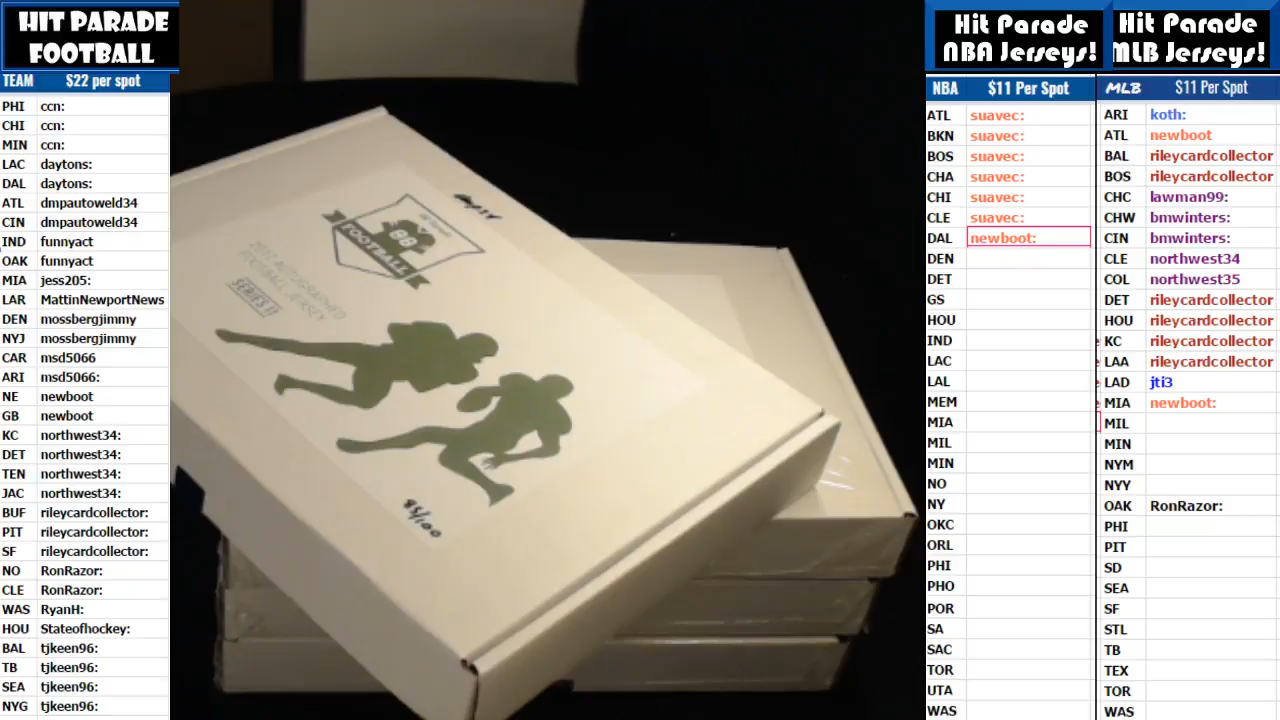 HIT PARADE
FOOTBALL
TEAM $22 per spot
PHI ccn:
CHI ccn:
MIN ccn:
LAC daytons:
DAL daytons:
ATL dmpautoweld34
CIN dmpautoweld34
IND funnyact
OAK funnyact
MIA jess205:
LAR MattinNewportNews
DEN mossbergjimmy
NYJ mossbergjimmy
CAR msd5066
ARI msd5066:
NE newboot
GB newboot
KC northwest34:
DET northwest34:
TEN northwest34:
JAC northwest34:
BUF rileycardcollector:
PIT rileycardcollector:
SF rileycardcollector:
NO RonRazor:
CLE RonRazor:
WAS RyanH:
HOU Stateofhockey:
BAL tjkeen96:
TB tjkeen96:
SEA tjkeen96:
NYG tjkeen96:
FOOTBALL
2022 AUTOGRAPHED
FOOTBALL JERSEY
SERIES 11
85/100
Hit Parade
NBA Jerseys!
NBA $11 Per Spot
ATL suavec:
BKN suavec:
BOS suavec:
CHA suavec:
CHI suavec:
CLE suavec:
DAL newboot:
DEN
DET
GS
HOU
IND
LAC
LAL
MEM
MIA
MIL
MIN
NO
NY
OKC
ORL
PHI
PHO
POR
SA
SAC
TOR
UTA
WAS
Hit Parade
MLB Jerseys!
MLB $11 Per Spot
ARI koth:
ATL newboot
BAL rileycardcollector
BOS rileycardcollector
CHC lawman99:
CHW bmwinters:
CIN bmwinters:
CLE northwest34
COL northwest35
DET rileycardcollector
HOU rileycardcollector
KC rileycardcollector
LAA rileycardcollector
LAD jti3
MIA newboot:
MIL
MIN
NYM
NYY
OAK RonRazor:
PHI
PIT
SD
SEA
SF
STL
TB
TEX
TOR
WAS